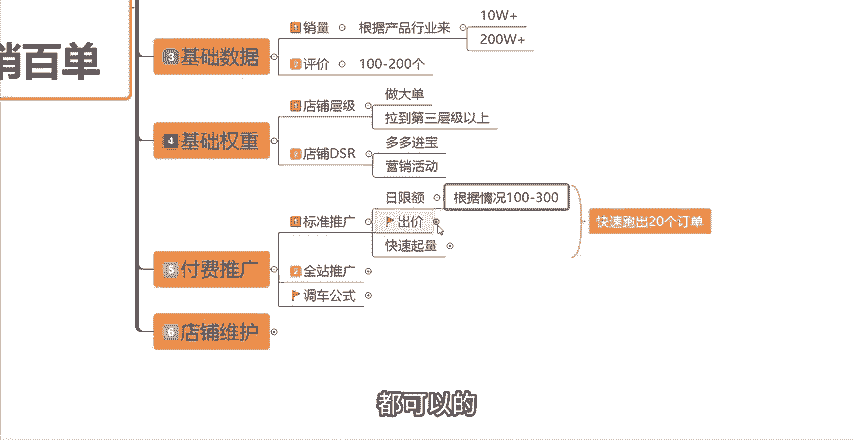 销百单
3 基础数据
1 销量
根据产品行业来
10W+
200W+
2 评价
100-200个
4 基础权重
1 店铺层级
做大单
拉到第三层级以上
2 店铺DSR
多多进宝
营销活动
5 付费推广
1 标准推广
日限额
根据情况100-300
出价
快速起量
快速跑出20个订单
2 全站推广
调车公式
6 店铺维护
都可以的